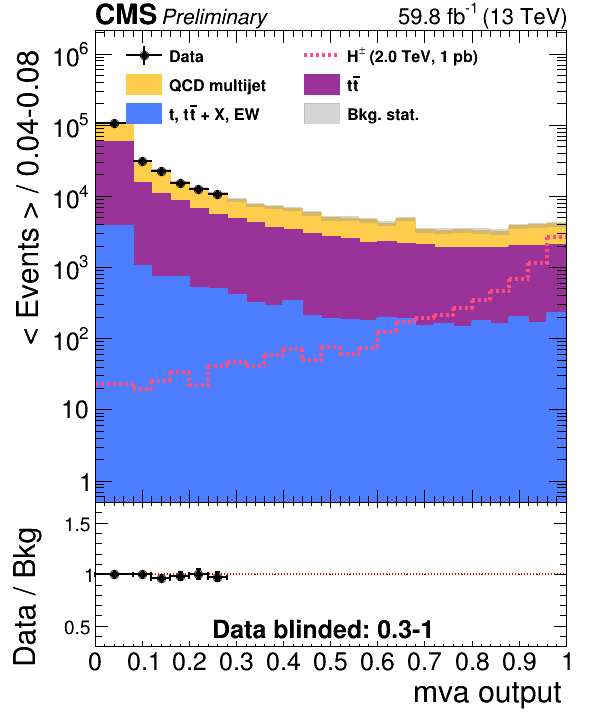 CMS Preliminary 59.8 fb⁻¹ (13 TeV)
Data H± (2.0 TeV, 1 pb)
QCD multijet tt̄
t, tt̄ + X, EW Bkg. stat.
< Events > / 0.04-0.08
10⁶
10⁵
10⁴
10³
10²
10
1
Data / Bkg
1.5
1
0.5
Data blinded: 0.3-1
0 0.1 0.2 0.3 0.4 0.5 0.6 0.7 0.8 0.9 1
mva output